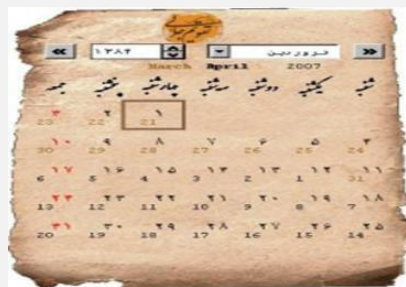 فروردین ۱۳۸۶
March April 2007
شنبه یکشنبه دوشنبه سه‌شنبه چهارشنبه پنجشنبه جمعه
۱ ۲ ۳
21 22 23
۴ ۵ ۶ ۷ ۸ ۹ ۱۰
24 25 26 27 28 29 30
۱۱ ۱۲ ۱۳ ۱۴ ۱۵ ۱۶ ۱۷
31 1 2 3 4 5 6
۱۸ ۱۹ ۲۰ ۲۱ ۲۲ ۲۳ ۲۴
7 8 9 10 11 12 13
۲۵ ۲۶ ۲۷ ۲۸ ۲۹ ۳۰ ۳۱
14 15 16 17 18 19 20